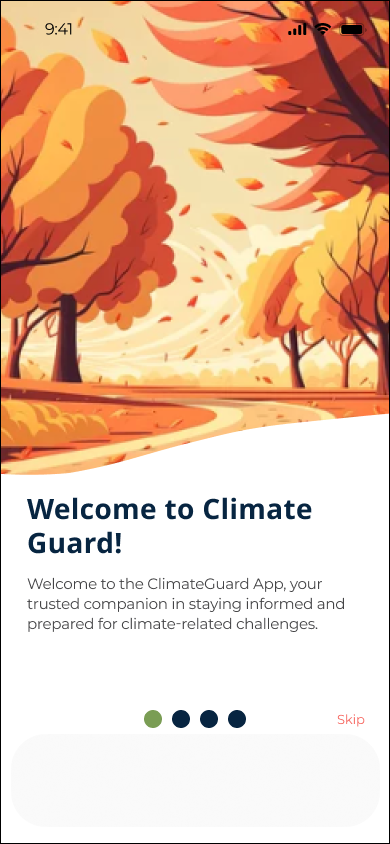 9:41
Welcome to Climate
Guard!
Welcome to the ClimateGuard App, your
trusted companion in staying informed and
prepared for climate-related challenges.
Skip